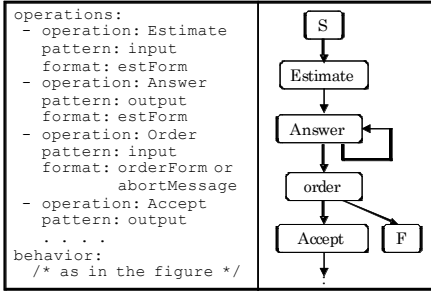 operations:
- operation: Estimate
pattern: input
format: estForm
- operation: Answer
pattern: output
format: estForm
- operation: Order
pattern: input
format: orderForm or
abortMessage
- operation: Accept
pattern: output
. . . .
behavior:
/* as in the figure */
S
Estimate
Answer
order
Accept
F